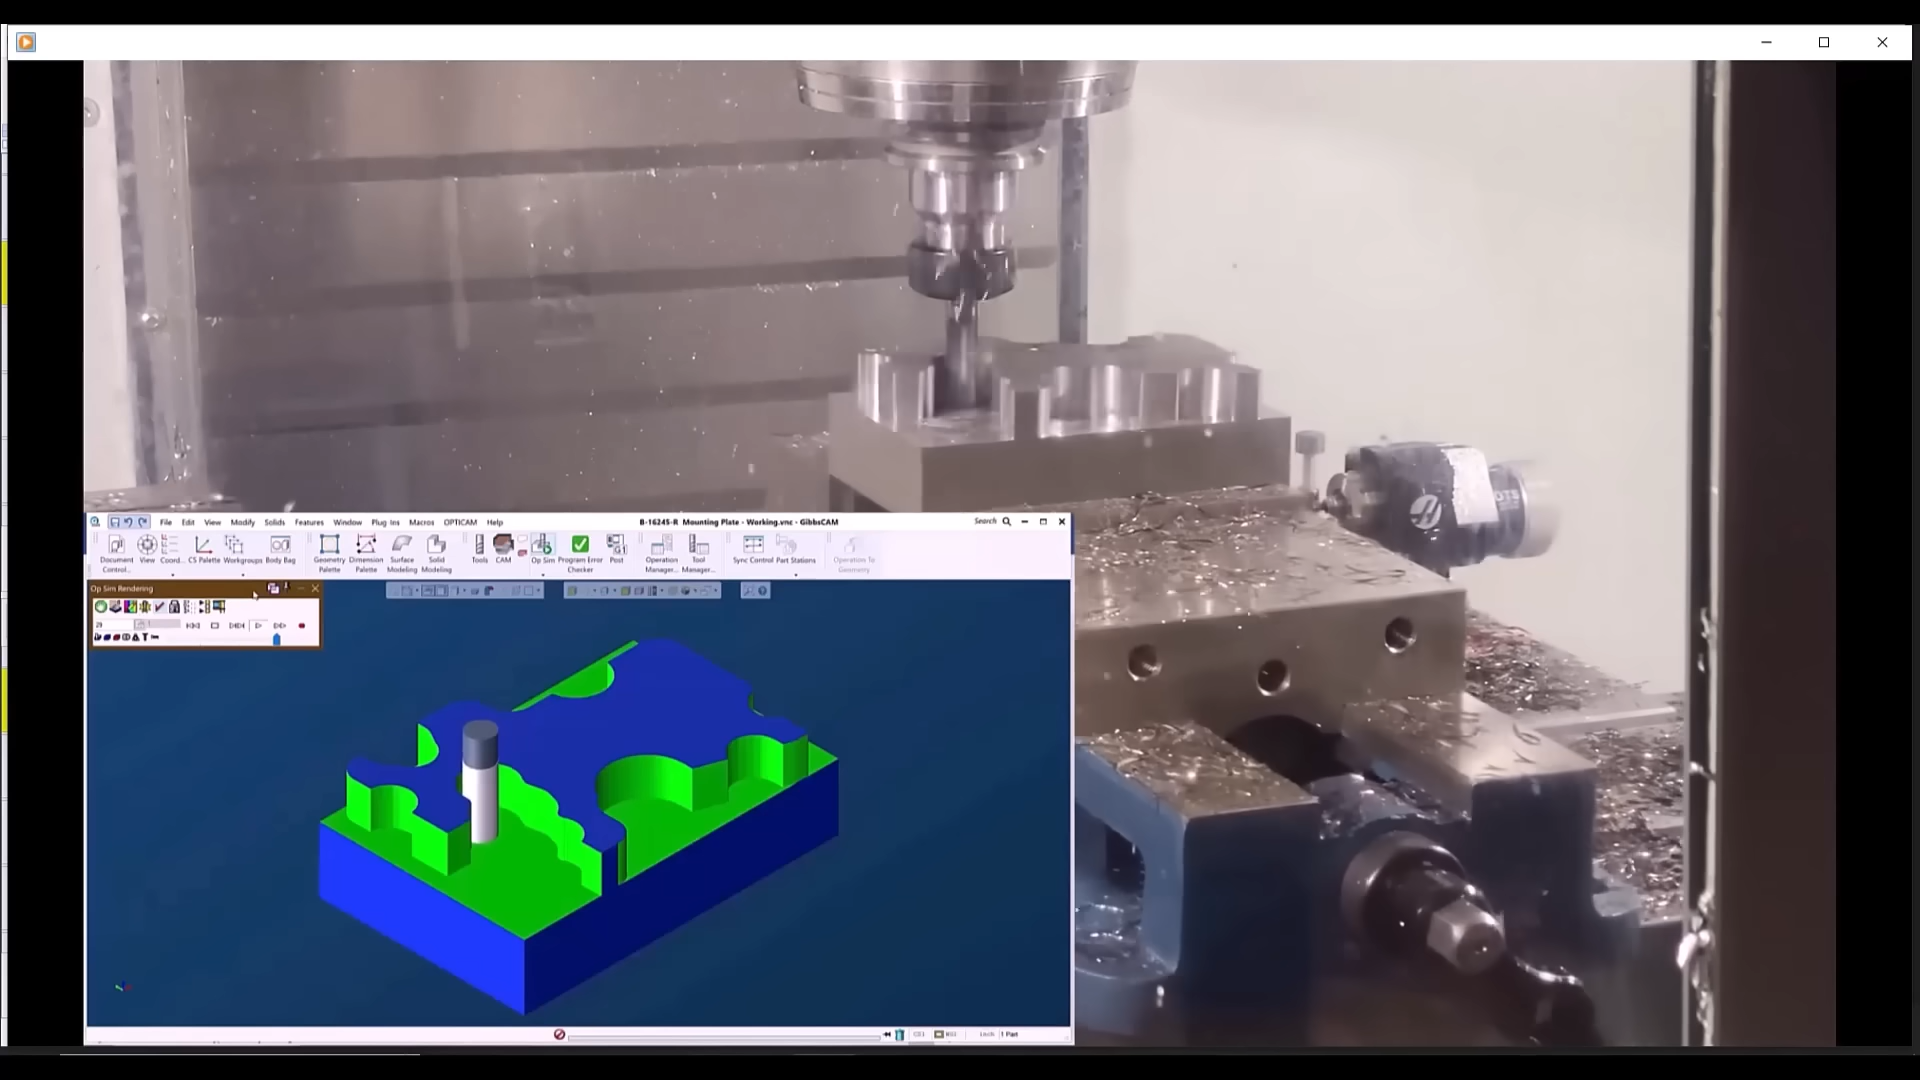 File Edit View Modify Solids Features Window Plug Ins Macros OPTICAM Help
B-16245-R Mounting Plate - Working.vnc - GibbsCAM
Search
Document Control...
View
Coord...
CS Palette
Workgroups
Body Bag
Geometry Palette
Dimension Palette
Surface Modeling
Solid Modeling
Tools
CAM
Op Sim
Program Error Checker
Post
Operation Manager...
Tool Manager...
Sync Control
Part Stations
Operation To Geometry
Op Sim Rendering
29
Inch
1 Part